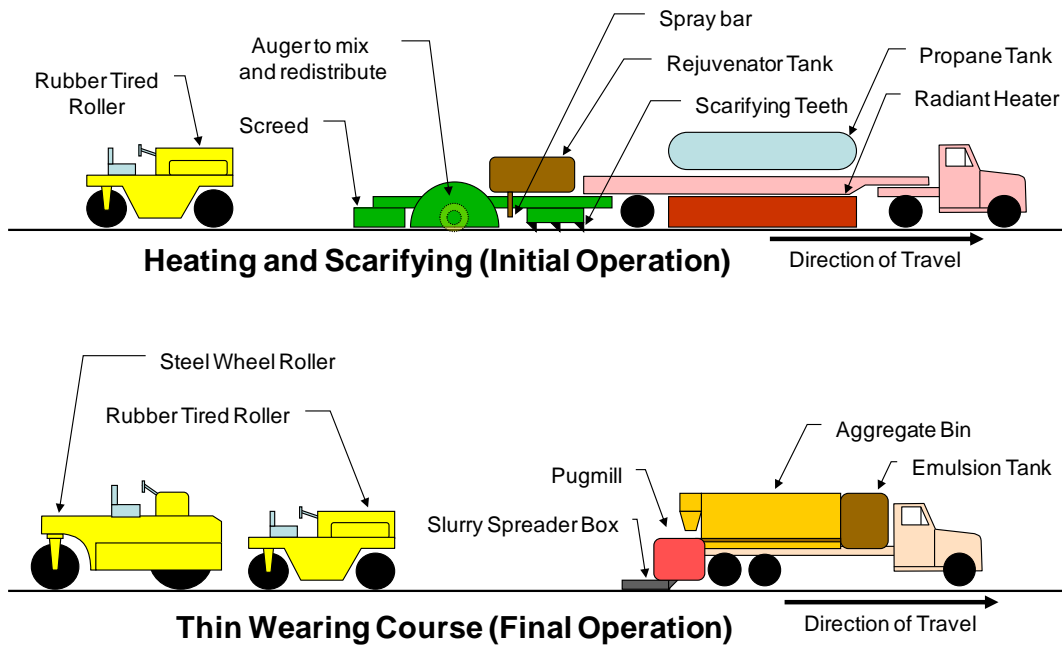 Spray bar
Auger to mix
and redistribute
Propane Tank
Rejuvenator Tank
Rubber Tired
Roller
Radiant Heater
Scarifying Teeth
Screed
Heating and Scarifying (Initial Operation)
Direction of Travel
Steel Wheel Roller
Rubber Tired Roller
Aggregate Bin
Emulsion Tank
Pugmill
Slurry Spreader Box
Thin Wearing Course (Final Operation)
Direction of Travel